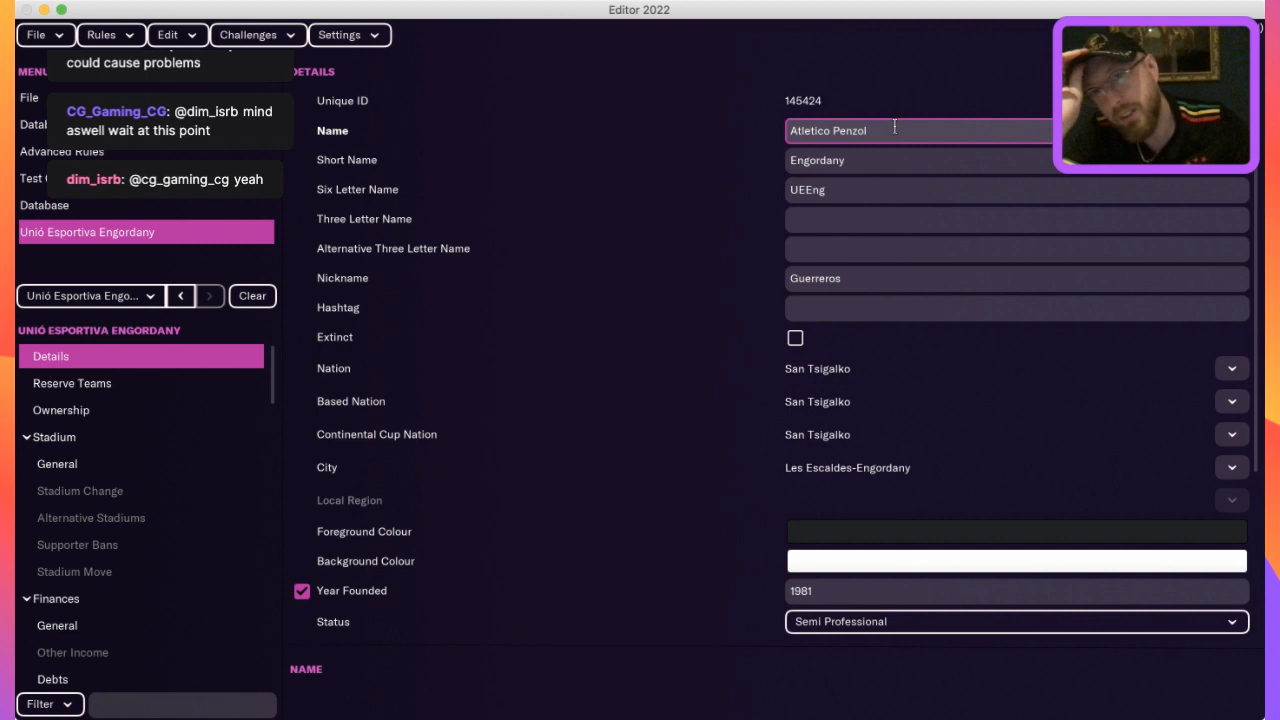 Editor 2022
File
Rules
Edit
Challenges
Settings
could cause problems
CG_Gaming_CG: @dim_isrb mind
aswell wait at this point
dim_isrb: @cg_gaming_cg yeah
MENU
File
Datab
Advanced Rules
Test
Database
Unió Esportiva Engordany
Unió Esportiva Engo...
Clear
UNIÓ ESPORTIVA ENGORDANY
Details
Reserve Teams
Ownership
Stadium
General
Stadium Change
Alternative Stadiums
Supporter Bans
Stadium Move
Finances
General
Other Income
Debts
Filter
DETAILS
Unique ID 145424
Name Atletico Penzol
Short Name Engordany
Six Letter Name UEEng
Three Letter Name
Alternative Three Letter Name
Nickname Guerreros
Hashtag
Extinct
Nation San Tsigalko
Based Nation San Tsigalko
Continental Cup Nation San Tsigalko
City Les Escaldes-Engordany
Local Region
Foreground Colour
Background Colour
Year Founded 1981
Status Semi Professional
NAME